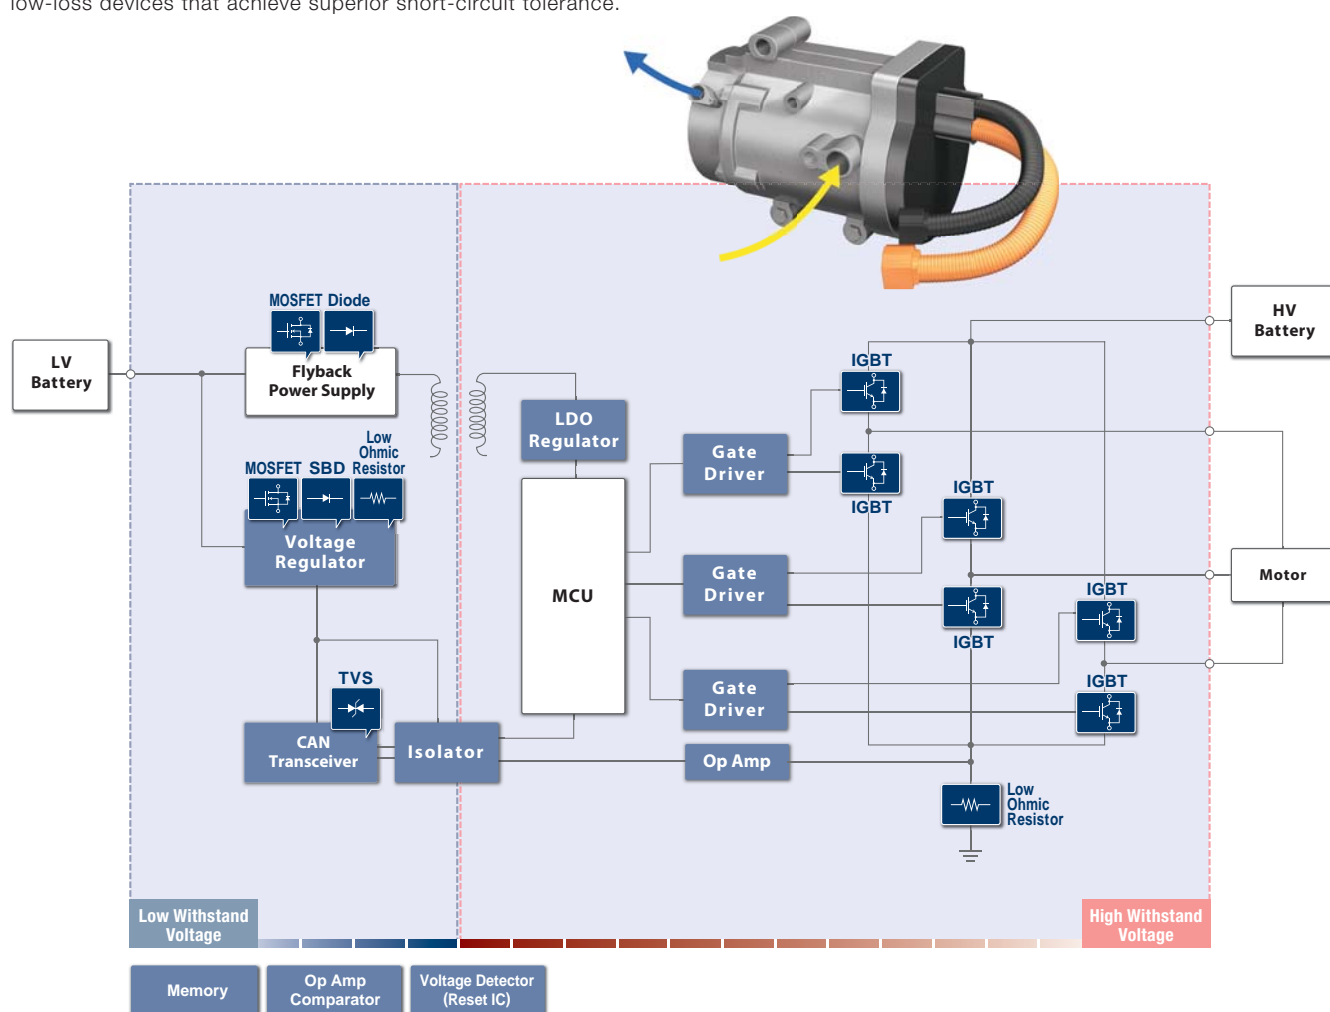 low-loss devices that achieve superior short-circuit tolerance.
HV
Battery
MOSFET Diode
LV
Battery
Flyback
Power Supply
IGBT
LDO
Regulator
Low
Ohmic
Resistor
MOSFET SBD
Gate
Driver
IGBT
IGBT
Voltage
Regulator
MCU
Gate
Driver
Motor
IGBT
IGBT
TVS
Gate
Driver
IGBT
CAN
Transceiver
Isolator
Op Amp
Low
Ohmic
Resistor
Low Withstand
Voltage
High Withstand
Voltage
Memory
Op Amp
Comparator
Voltage Detector
(Reset IC)